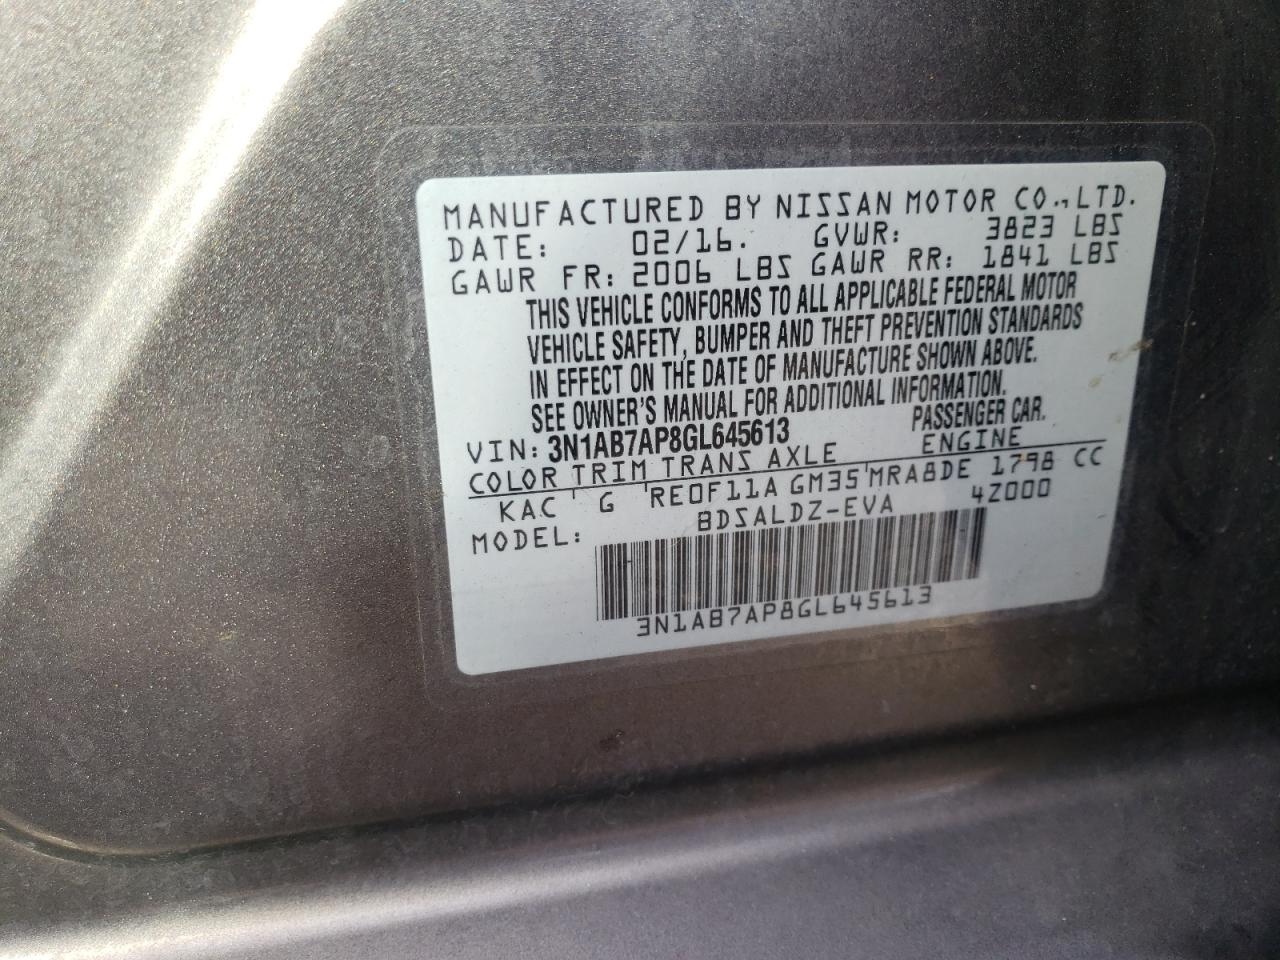 MANUFACTURED BY NISSAN MOTOR CO.,LTD.
DATE: 02/16. GVWR: 3823 LBS
GAWR FR: 2006 LBS GAWR RR: 1841 LBS
THIS VEHICLE CONFORMS TO ALL APPLICABLE FEDERAL MOTOR
VEHICLE SAFETY, BUMPER AND THEFT PREVENTION STANDARDS
IN EFFECT ON THE DATE OF MANUFACTURE SHOWN ABOVE.
SEE OWNER'S MANUAL FOR ADDITIONAL INFORMATION.
VIN: 3N1AB7AP8GL645613 PASSENGER CAR.
COLOR TRIM TRANS AXLE ENGINE
KAC G RE0F11A GM35 MRA8DE 1798 CC
MODEL: BDSALDZ-EVA 4Z000
3N1AB7AP8GL645613